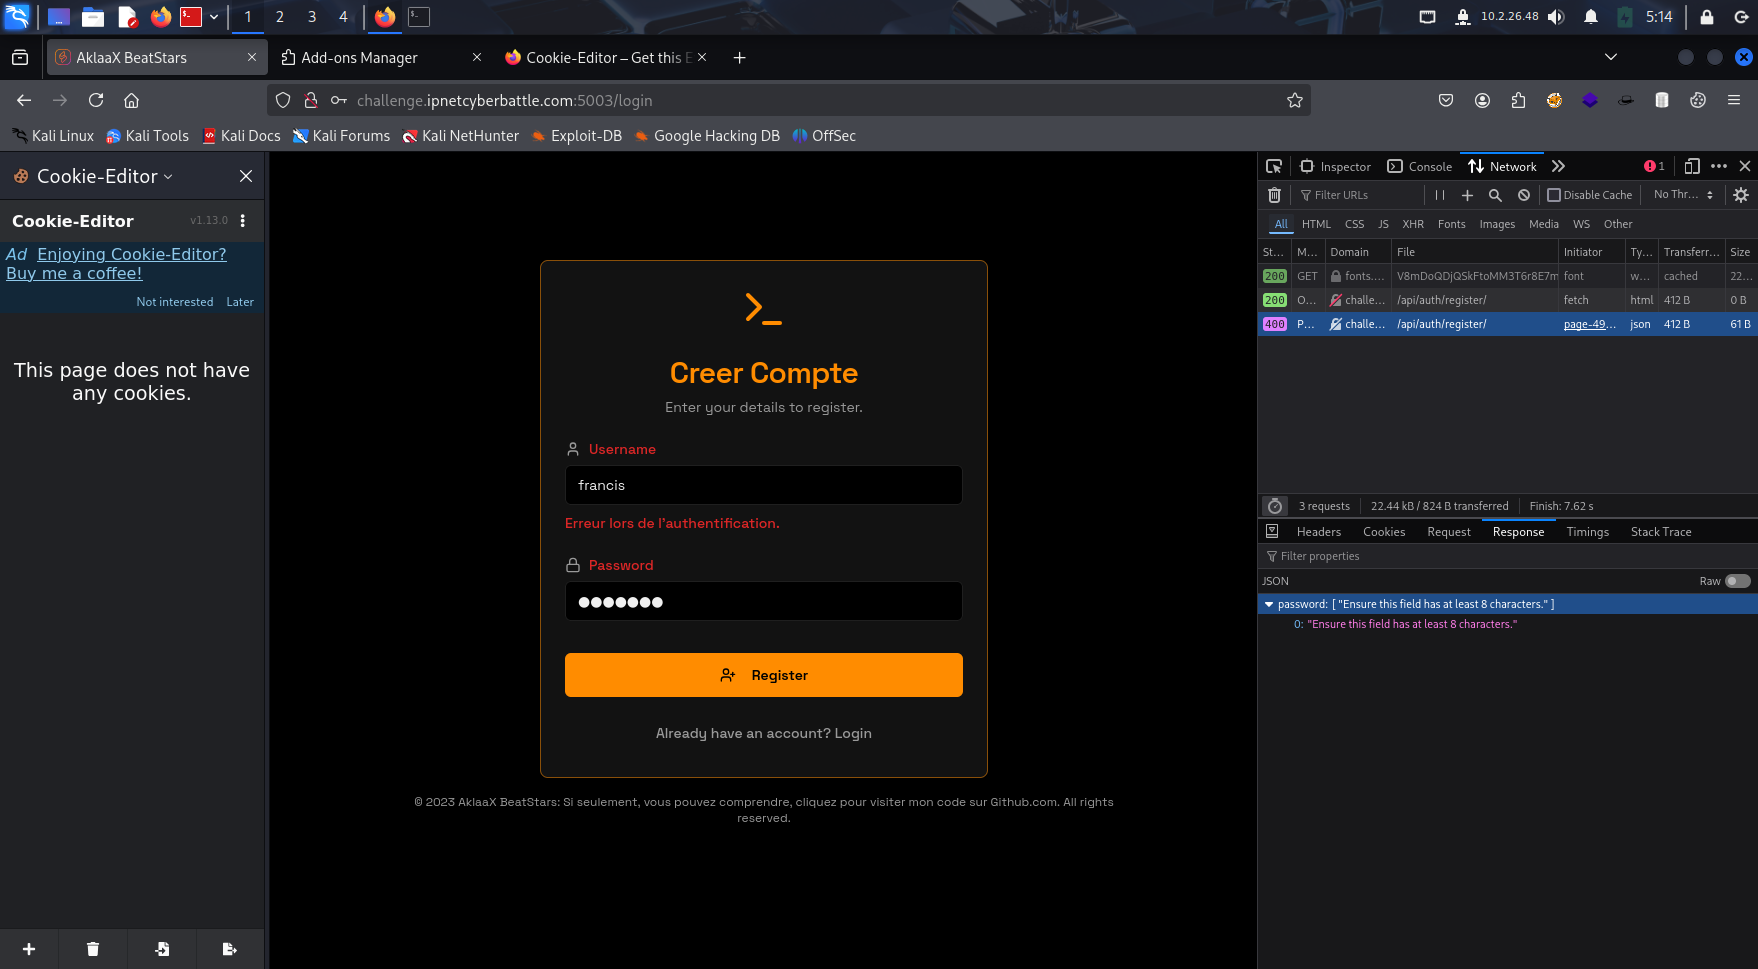 1 2 3 4 10.2.26.48 5:14
AklaaX BeatStars Add-ons Manager Cookie-Editor – Get this E
challenge.ipnetcyberbattle.com:5003/login
Kali Linux Kali Tools Kali Docs Kali Forums Kali NetHunter Exploit-DB Google Hacking DB OffSec
Cookie-Editor
Cookie-Editor v1.13.0
Ad Enjoying Cookie-Editor?
Buy me a coffee!
Not interested Later
This page does not have
any cookies.
Creer Compte
Enter your details to register.
Username
francis
Erreur lors de l'authentification.
Password
Register
Already have an account? Login
© 2023 AklaaX BeatStars: Si seulement, vous pouvez comprendre, cliquez pour visiter mon code sur Github.com. All rights
reserved.
Inspector Console Network 1
Filter URLs Disable Cache No Thr...
All HTML CSS JS XHR Fonts Images Media WS Other
St... M... Domain File Initiator Ty... Transferr... Size
200 GET fonts.... V8mDoQDjQSkFtoMM3T6r8E7m font w... cached 22...
200 O... challe... /api/auth/register/ fetch html 412 B 0 B
400 P... challe... /api/auth/register/ page-49... json 412 B 61 B
3 requests 22.44 kB / 824 B transferred Finish: 7.62 s
Headers Cookies Request Response Timings Stack Trace
Filter properties
JSON Raw
password: [ "Ensure this field has at least 8 characters." ]
0: "Ensure this field has at least 8 characters."